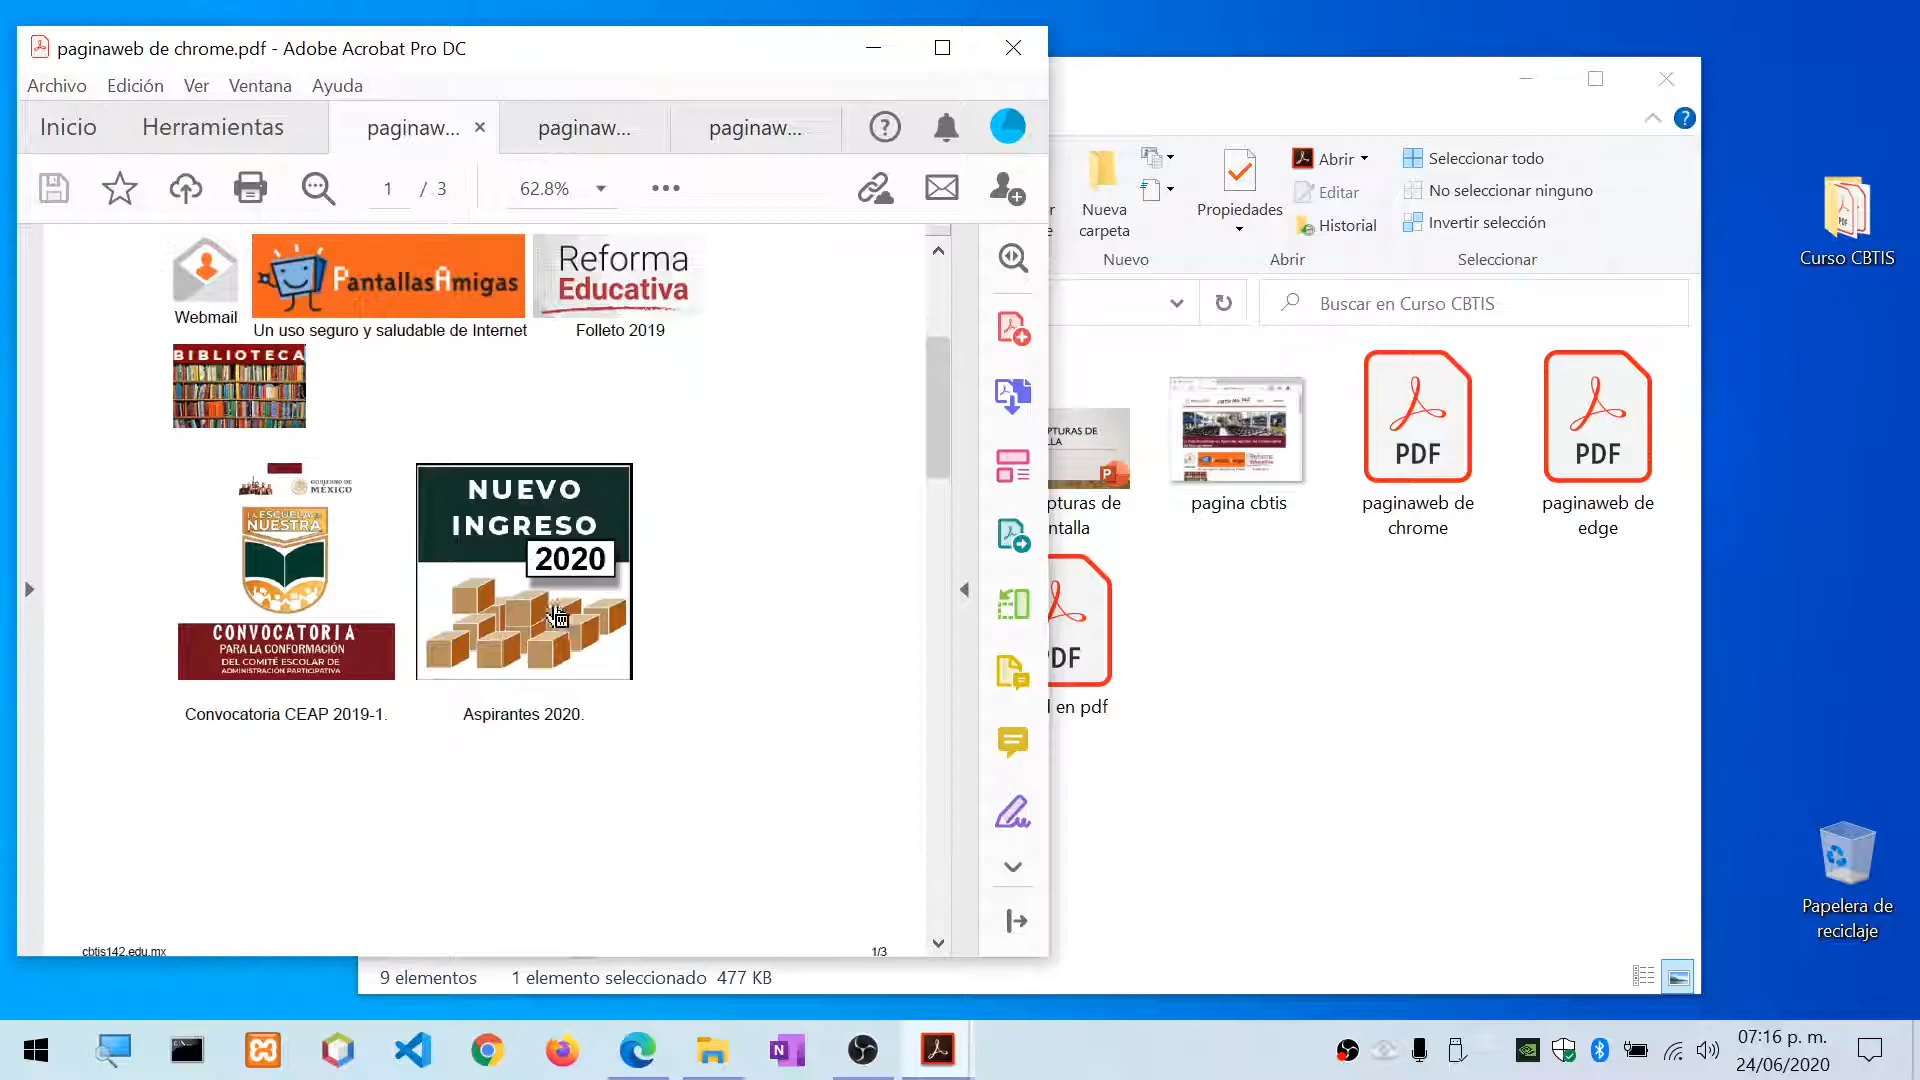 paginaweb de chrome.pdf - Adobe Acrobat Pro DC
Archivo Edición Ver Ventana Ayuda
Inicio Herramientas paginaw... paginaw... paginaw...
1 / 3 62.8%
Webmail
PantallasAmigas
Un uso seguro y saludable de Internet
Reforma
Educativa
Folleto 2019
BIBLIOTECA
GOBIERNO DE
MÉXICO
LA ESCUELA ES
NUESTRA
CONVOCATORIA
PARA LA CONFORMACIÓN
DEL COMITÉ ESCOLAR DE
ADMINISTRACIÓN PARTICIPATIVA
Convocatoria CEAP 2019-1.
NUEVO
INGRESO
2020
Aspirantes 2020.
cbtis142.edu.mx 1/3
Nueva
carpeta
Nuevo
Propiedades
Abrir
Editar
Historial
Abrir
Seleccionar todo
No seleccionar ninguno
Invertir selección
Seleccionar
Buscar en Curso CBTIS
PTURAS DE
LA
pturas de
ntalla
pagina cbtis
PDF
paginaweb de
chrome
PDF
paginaweb de
edge
PDF
l en pdf
9 elementos 1 elemento seleccionado 477 KB
Curso CBTIS
Papelera de
reciclaje
07:16 p. m.
24/06/2020